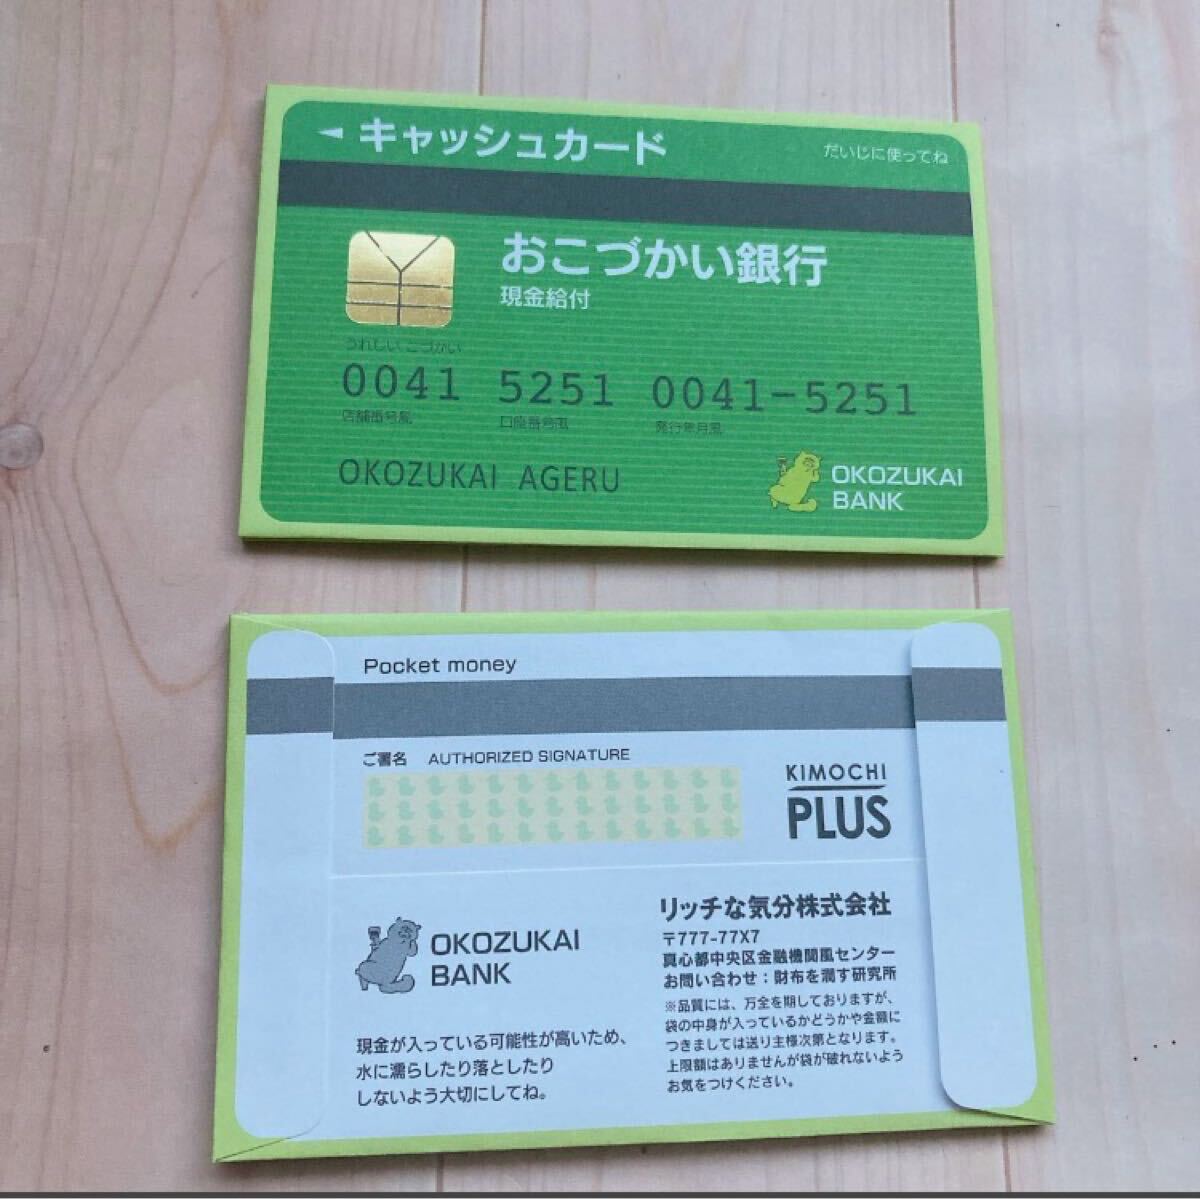 キャッシュカード
だいじに使ってね
おこづかい銀行
現金給付
うれしい こづかい
0041 5251 0041-5251
店舗番号風 口座番号風 発行年月風
OKOZUKAI AGERU
OKOZUKAI
BANK
Pocket money
ご署名 AUTHORIZED SIGNATURE
KIMOCHI
PLUS
OKOZUKAI
BANK
現金が入っている可能性が高いため、
水に濡らしたり落としたり
しないよう大切にしてね。
リッチな気分株式会社
〒777-77X7
真心都中央区金融機関風センター
お問い合わせ：財布を潤す研究所
※品質には、万全を期しておりますが、
袋の中身が入っているかどうかや金額に
つきましては送り主様次第となります。
上限額はありませんが袋が破れないよう
お気をつけください。